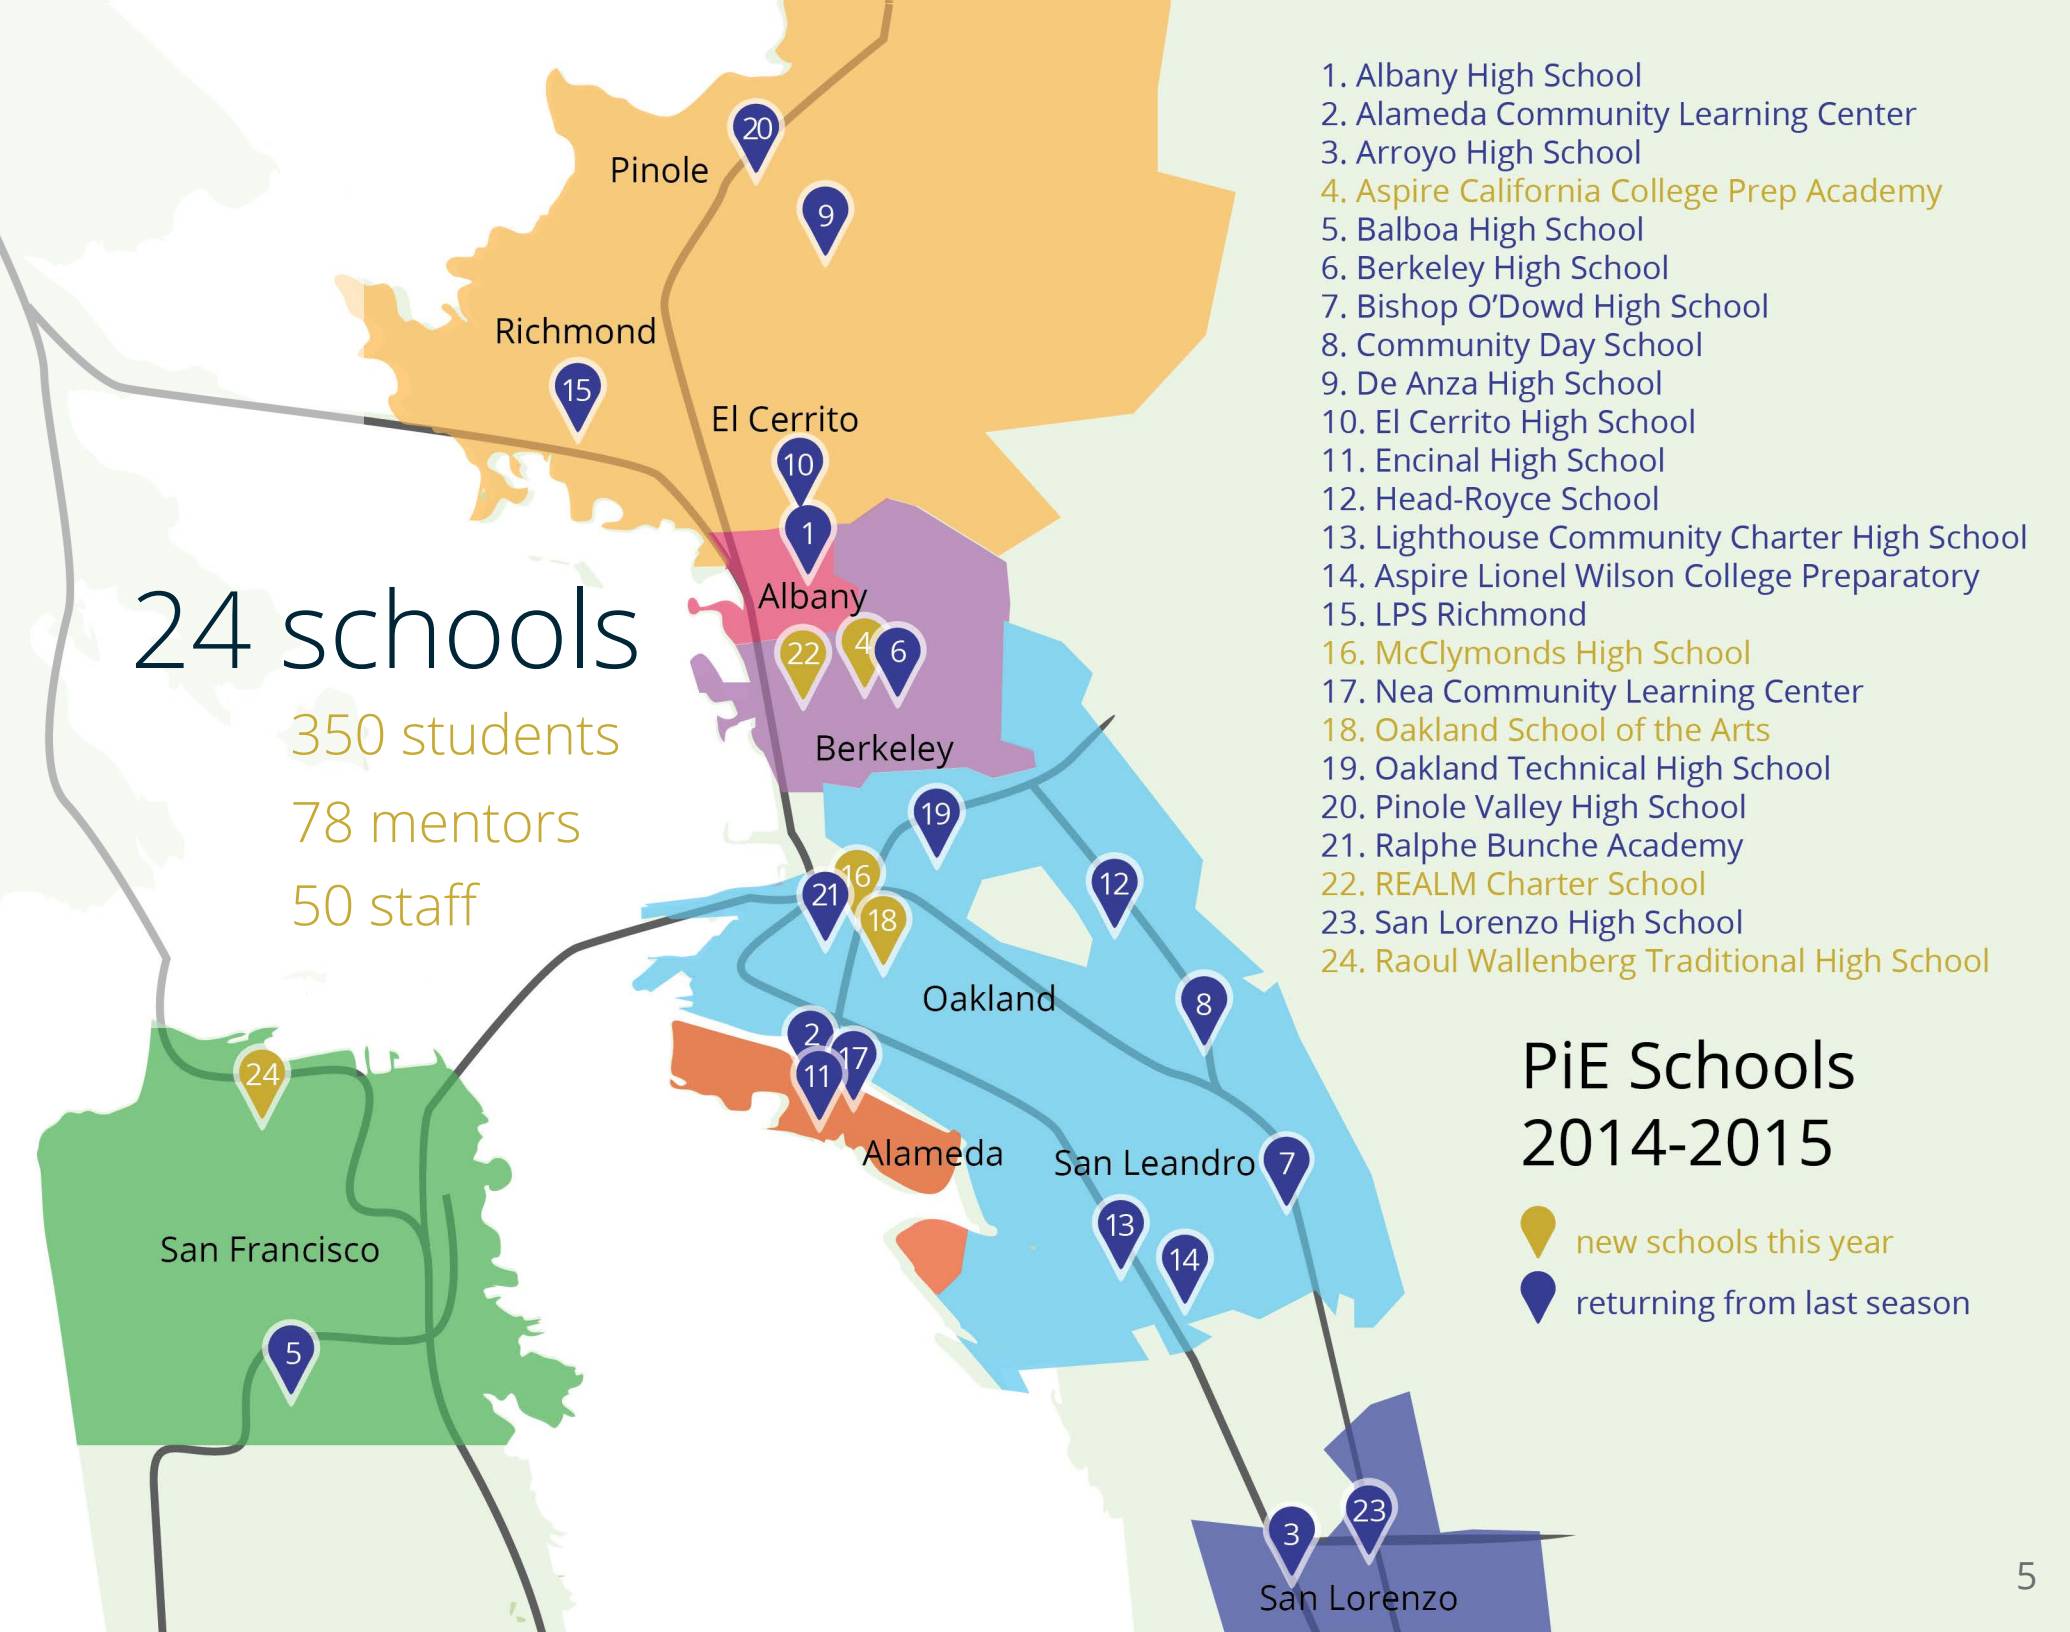 20
Pinole
9
Richmond
15
El Cerrito
10
1
Albany
22
4
6
Berkeley
19
16
21
18
12
Oakland
8
2
17
11
Alameda
San Leandro
7
13
14
24
San Francisco
5
23
3
San Lorenzo
24 schools
350 students
78 mentors
50 staff
1. Albany High School
2. Alameda Community Learning Center
3. Arroyo High School
4. Aspire California College Prep Academy
5. Balboa High School
6. Berkeley High School
7. Bishop O’Dowd High School
8. Community Day School
9. De Anza High School
10. El Cerrito High School
11. Encinal High School
12. Head-Royce School
13. Lighthouse Community Charter High School
14. Aspire Lionel Wilson College Preparatory
15. LPS Richmond
16. McClymonds High School
17. Nea Community Learning Center
18. Oakland School of the Arts
19. Oakland Technical High School
20. Pinole Valley High School
21. Ralphe Bunche Academy
22. REALM Charter School
23. San Lorenzo High School
24. Raoul Wallenberg Traditional High School
PiE Schools
2014-2015
new schools this year
returning from last season
5